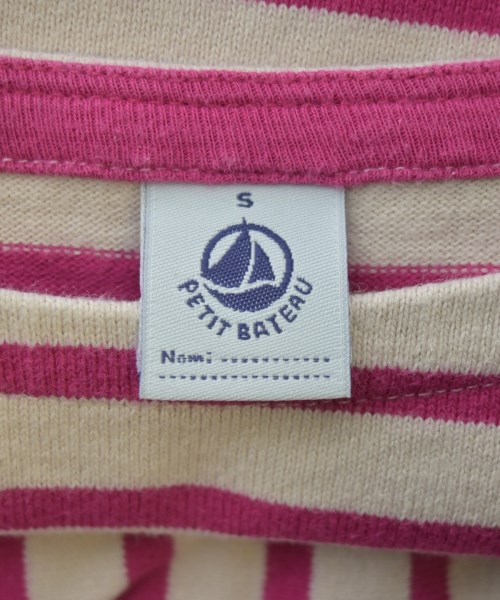 S
PETIT BATEAU
Nom: ................
................